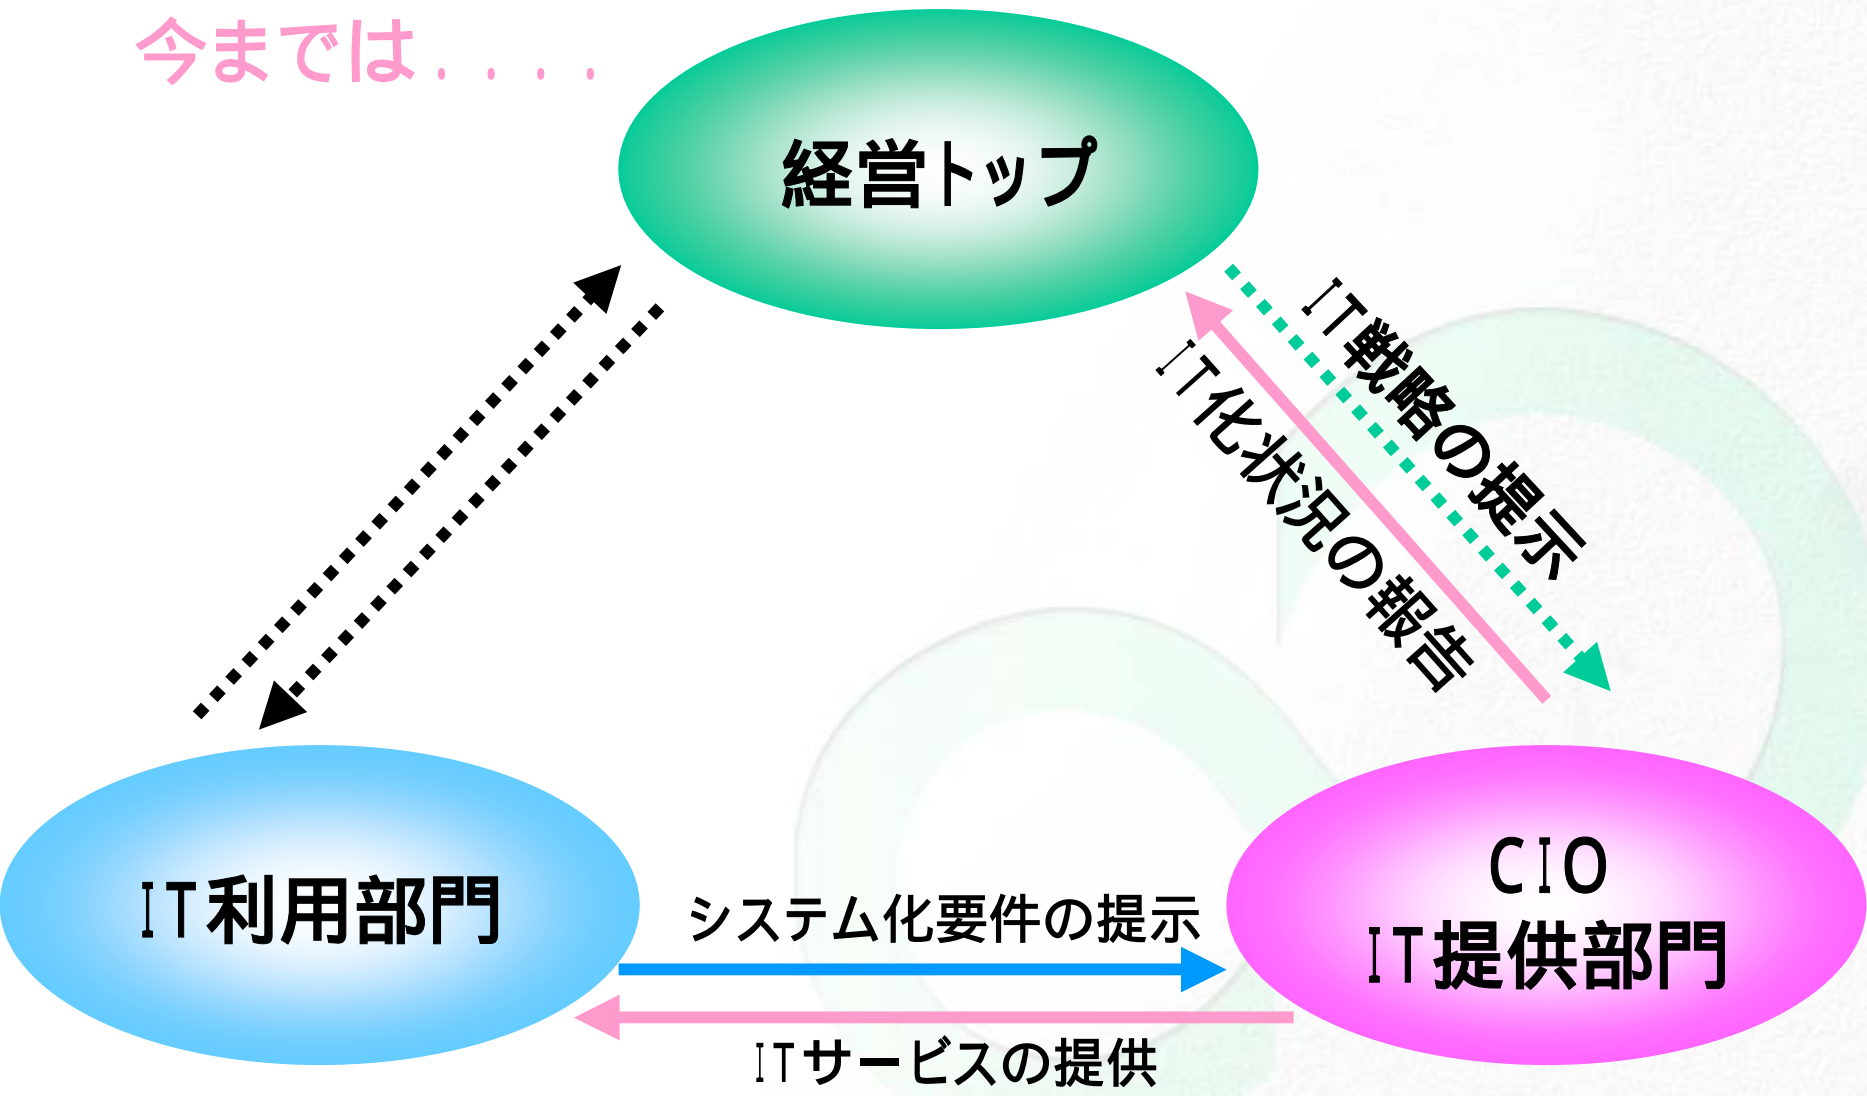 今までは．．．．
経営トップ
IT戦略の提示
IT化状況の報告
IT利用部門
システム化要件の提示
ITサービスの提供
CIO
IT提供部門